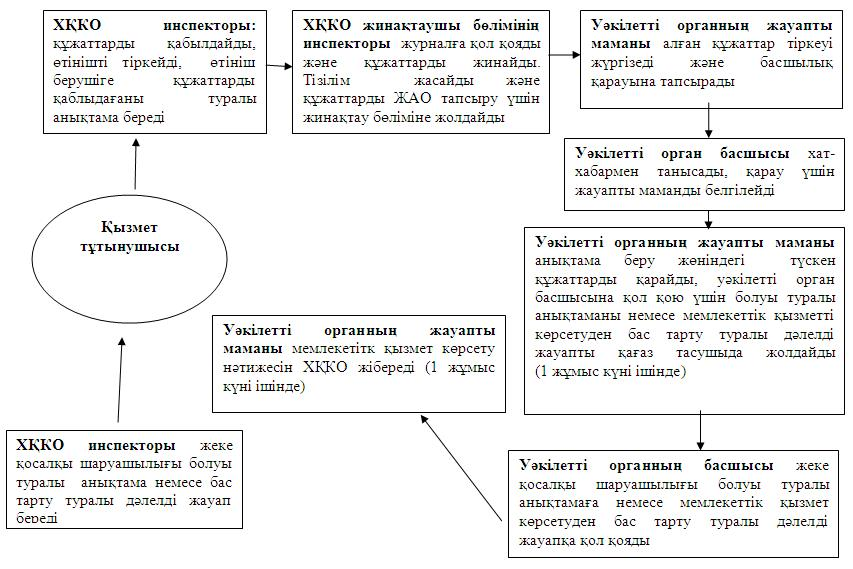 ХҚКО инспекторы:
құжаттарды қабылдайды,
өтінішті тіркейді, өтініш
берушіге құжаттарды
қаблыдағаны туралы
анықтама береді
ХҚКО жинақтаушы бөлімінің
инспекторы журналға қол қояды
және құжаттарды жинайды.
Тізілім жасайды және
құжаттарды ЖАО тапсыру үшін
жинақтау бөліміне жолдайды
Уәкілетті органның жауапты
маманы алған құжаттар тіркеуі
жүргізеді және басшылық
қарауына тапсырады
Уәкілетті орган басшысы хат-
хабармен танысады, қарау үшін
жауапты маманды белгілейді
Уәкілетті органның жауапты маманы
анықтама беру жөніндегі түскен
құжаттарды қарайды, уәкілетті орган
басшысына қол қою үшін болуы туралы
анықтаманы немесе мемлекеттік қызметті
көрсетуден бас тарту туралы дәлелді
жауапты қағаз тасушыда жолдайды
(1 жұмыс күні ішінде)
Уәкілетті органның басшысы жеке
қосалқы шаруашылығы болуы туралы
анықтамаға немесе мемлекеттік қызмет
көрсетуден бас тарту туралы дәлелді
жауапқа қол қояды
Уәкілетті органның жауапты
маманы мемлекетітк қызмет көрсету
нәтижесін ХҚКО жібереді (1 жұмыс
күні ішінде)
ХҚКО инспекторы жеке
қосалқы шаруашылығы болуы
туралы анықтама немесе бас
тарту туралы дәлелді жауап
береді
Қызмет
тұтынушысы